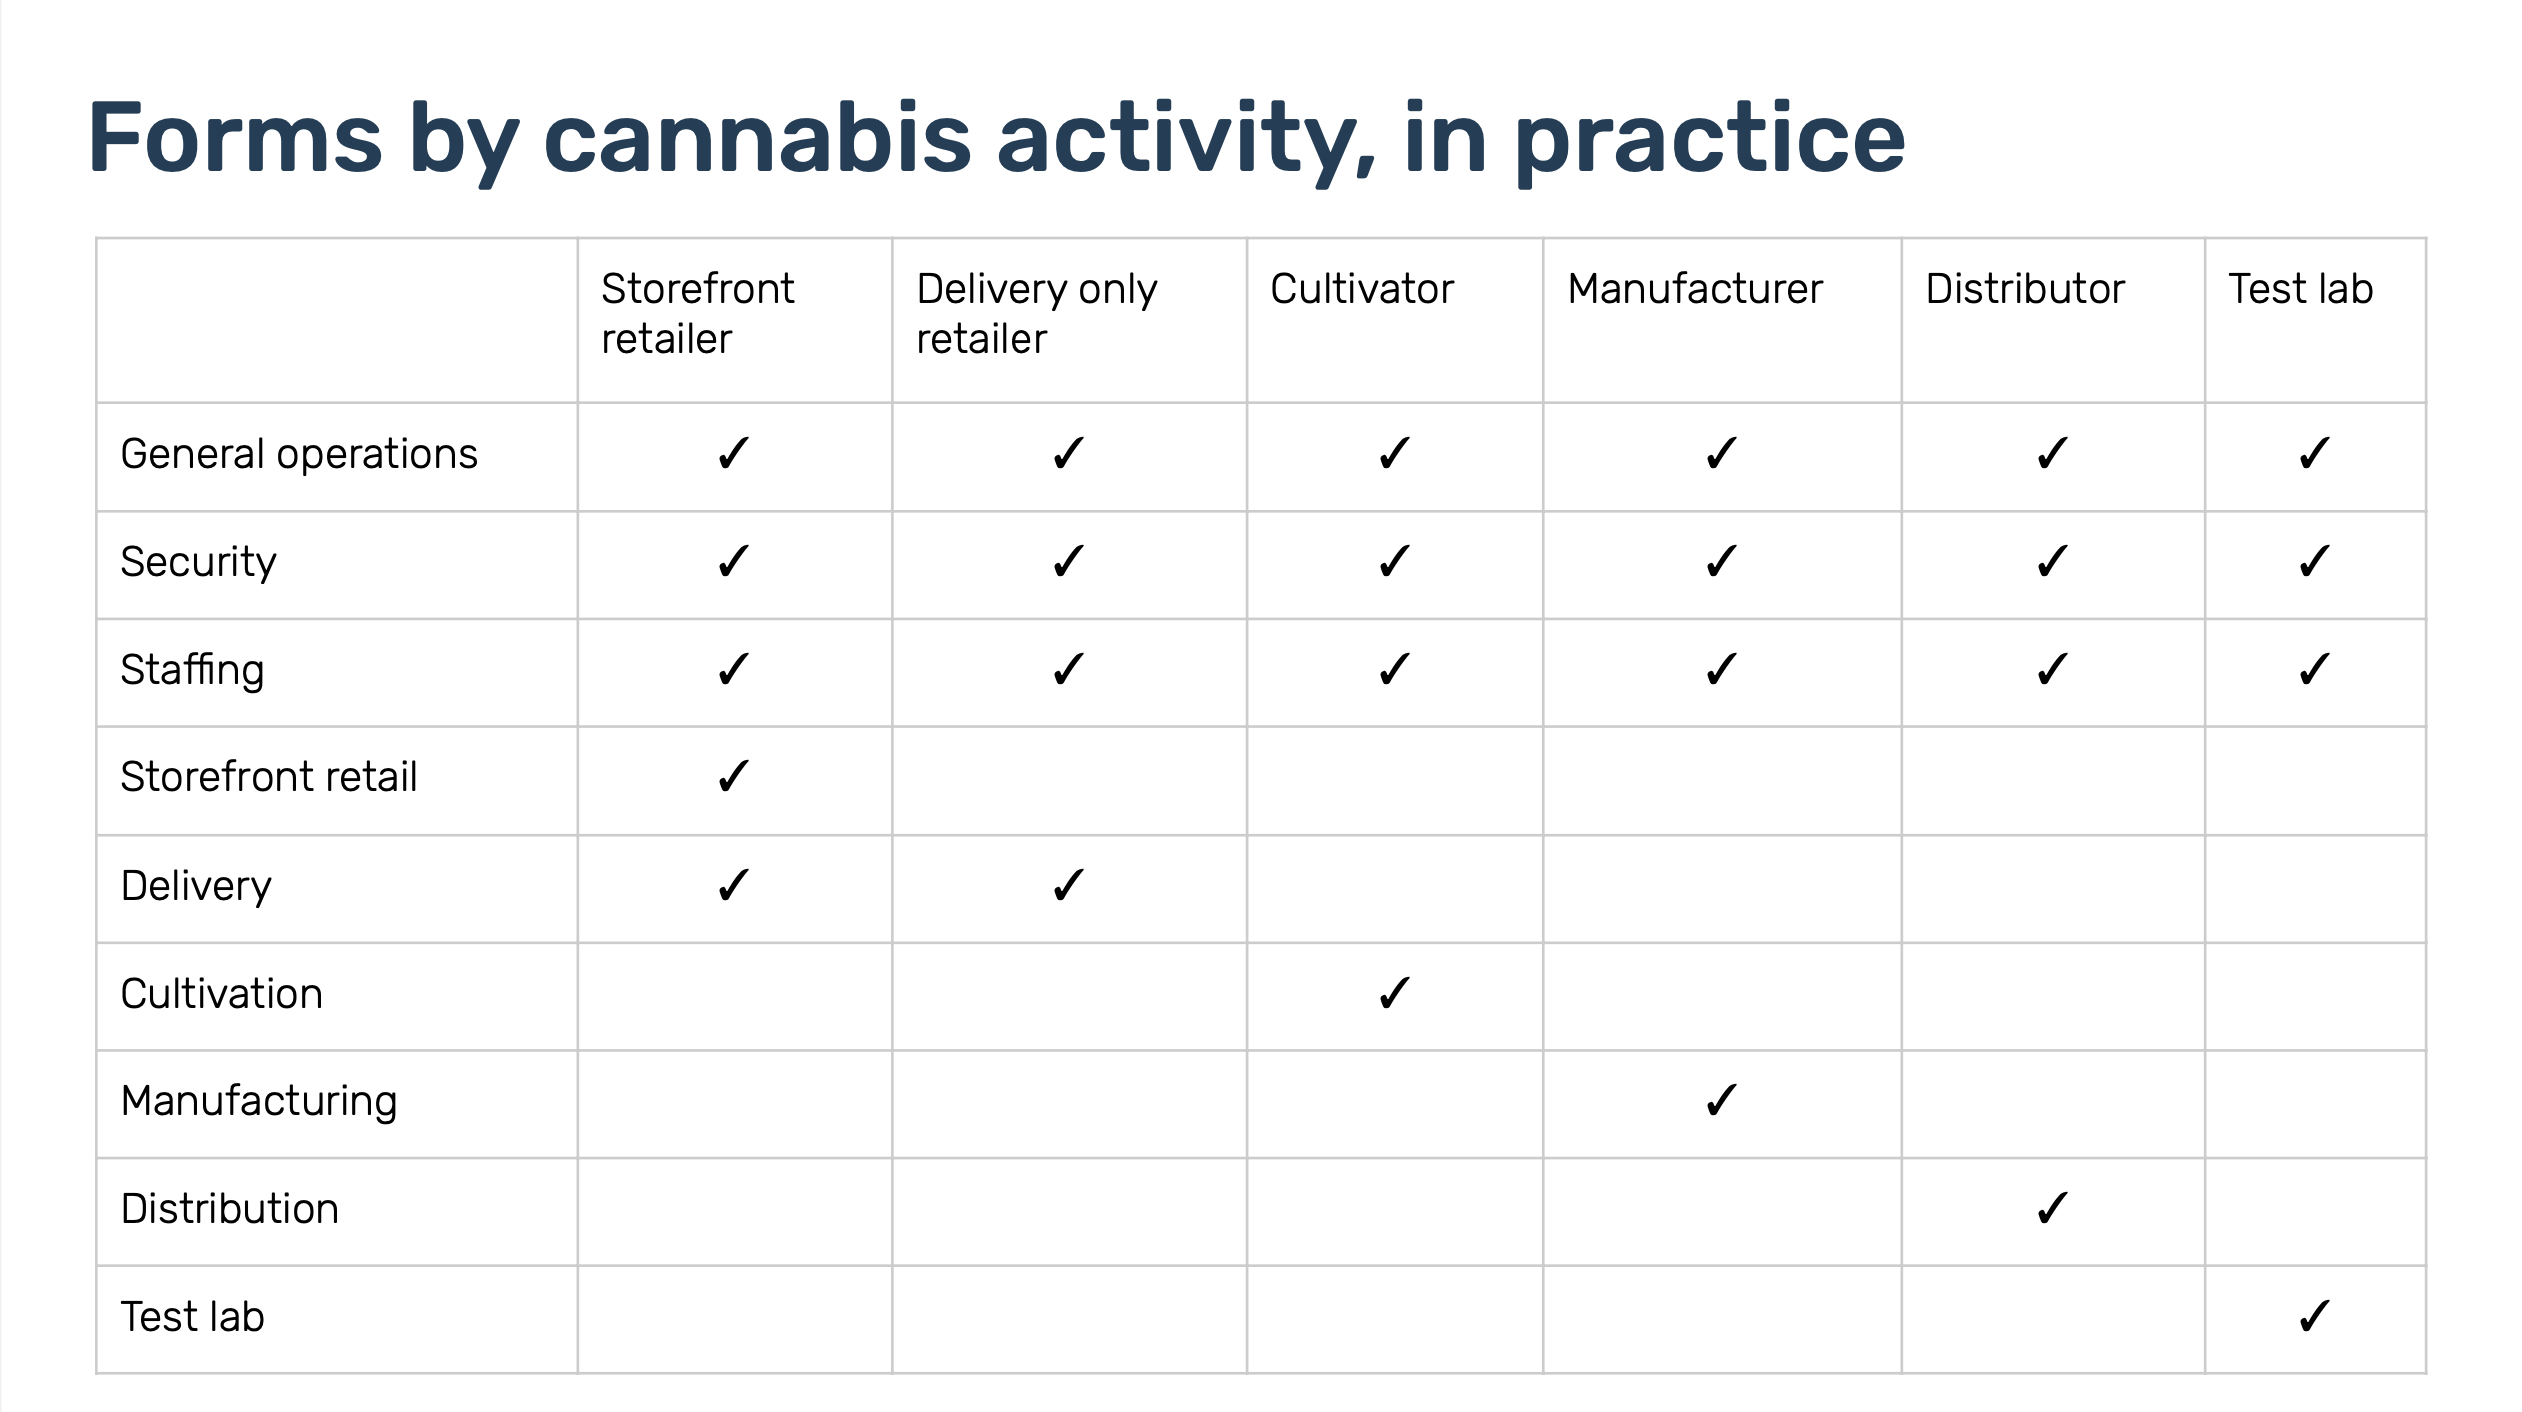 Forms by cannabis activity, in practice
Storefront retailer Delivery only retailer Cultivator Manufacturer Distributor Test lab
General operations ✓ ✓ ✓ ✓ ✓ ✓
Security ✓ ✓ ✓ ✓ ✓ ✓
Staffing ✓ ✓ ✓ ✓ ✓ ✓
Storefront retail ✓
Delivery ✓ ✓
Cultivation ✓
Manufacturing ✓
Distribution ✓
Test lab ✓